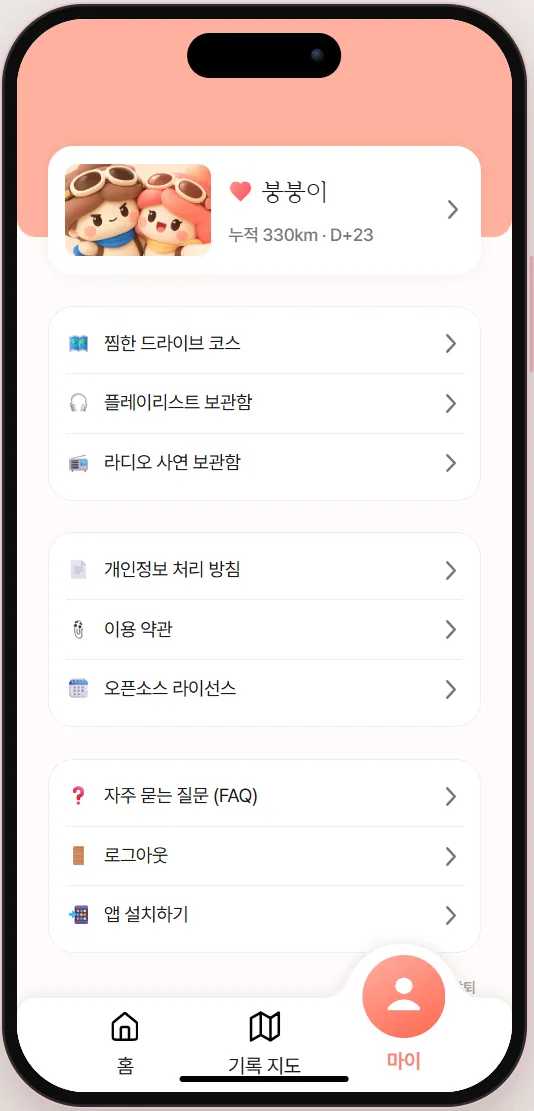 붕붕이
누적 330km · D+23
찜한 드라이브 코스
플레이리스트 보관함
라디오 사연 보관함
개인정보 처리 방침
이용 약관
오픈소스 라이선스
자주 묻는 질문 (FAQ)
로그아웃
앱 설치하기
홈
기록 지도
마이